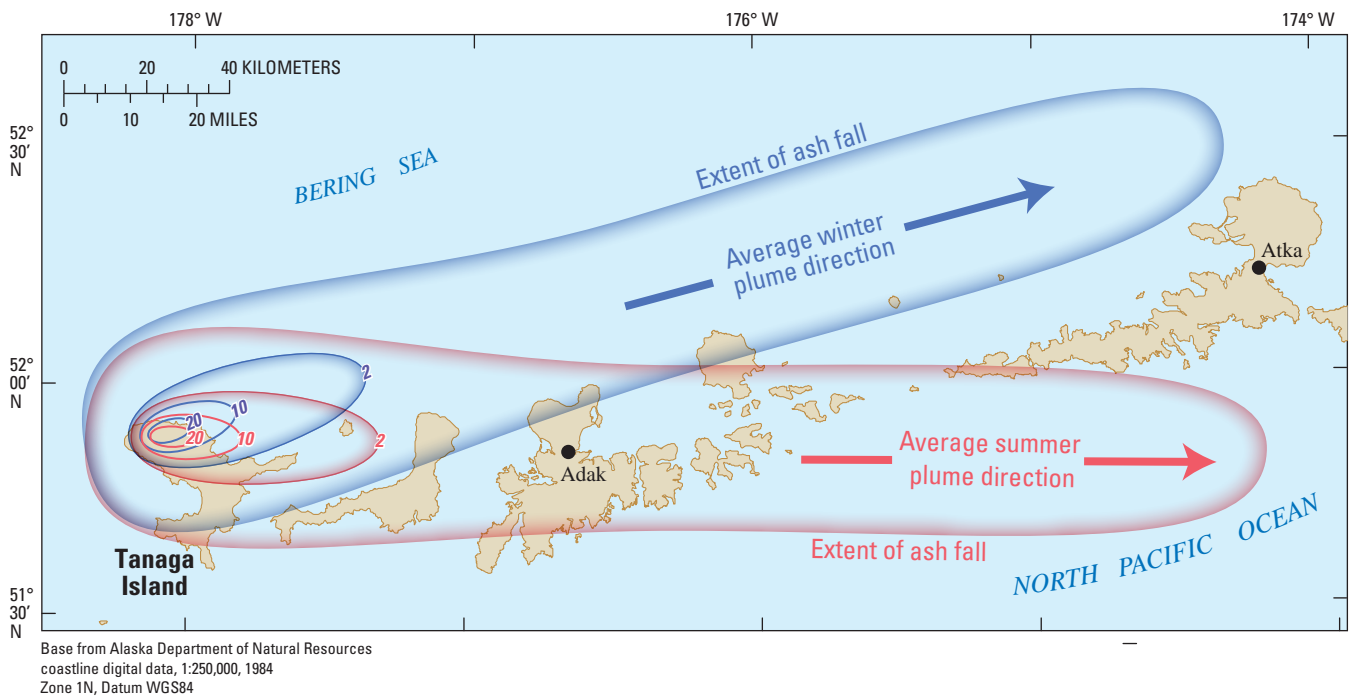 178° W
176° W
174° W
0 20 40 KILOMETERS
0 10 20 MILES
52°
30'
N
52°
00'
N
51°
30'
N
BERING SEA
Extent of ash fall
Average winter
plume direction
Atka
2
10
20
20
10
2
Adak
Average summer
plume direction
Extent of ash fall
Tanaga
Island
NORTH PACIFIC OCEAN
Base from Alaska Department of Natural Resources
coastline digital data, 1:250,000, 1984
Zone 1N, Datum WGS84